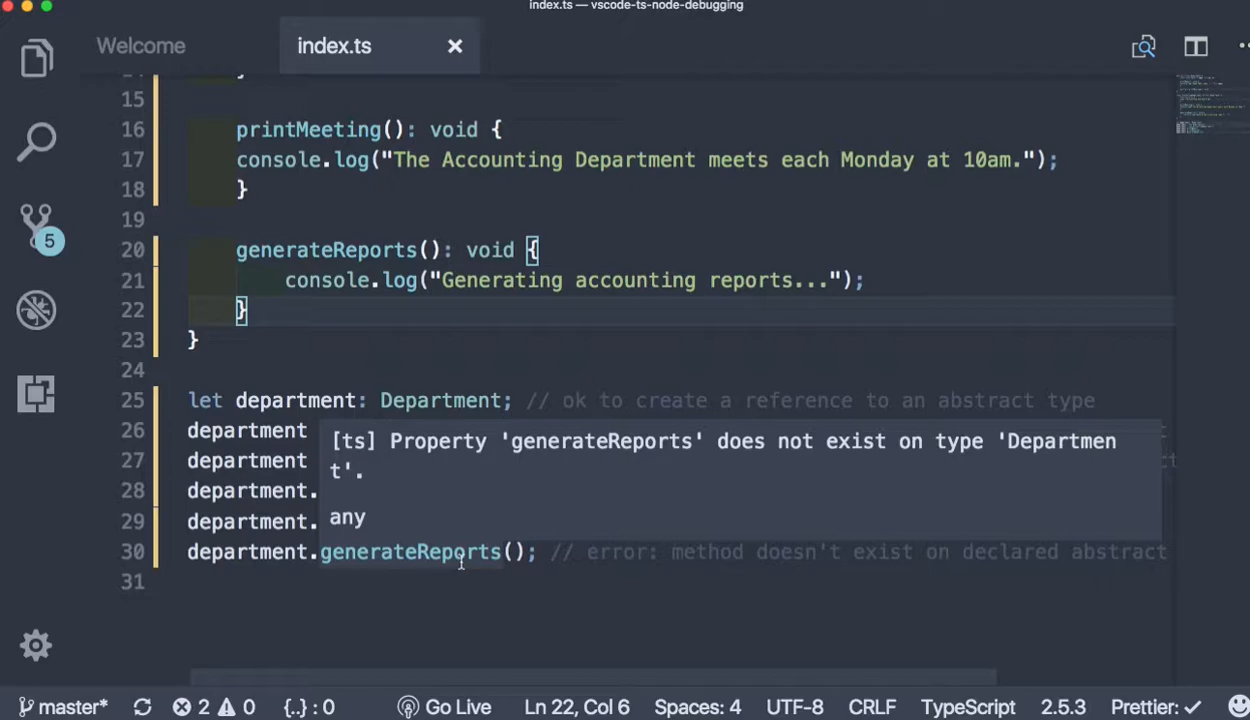 index.ts — vscode-ts-node-debugging
Welcome
index.ts
15
16 printMeeting(): void {
17 console.log("The Accounting Department meets each Monday at 10am.");
18 }
19
20 generateReports(): void {
21 console.log("Generating accounting reports...");
22 }
23 }
24
25 let department: Department; // ok to create a reference to an abstract type
26 department
27 department
28 department.
29 department.
[ts] Property 'generateReports' does not exist on type 'Departmen
t'.
any
30 department.generateReports(); // error: method doesn't exist on declared abstract
31
5
master*
2
0
{..} : 0
Go Live
Ln 22, Col 6
Spaces: 4
UTF-8
CRLF
TypeScript
2.5.3
Prettier: ✓